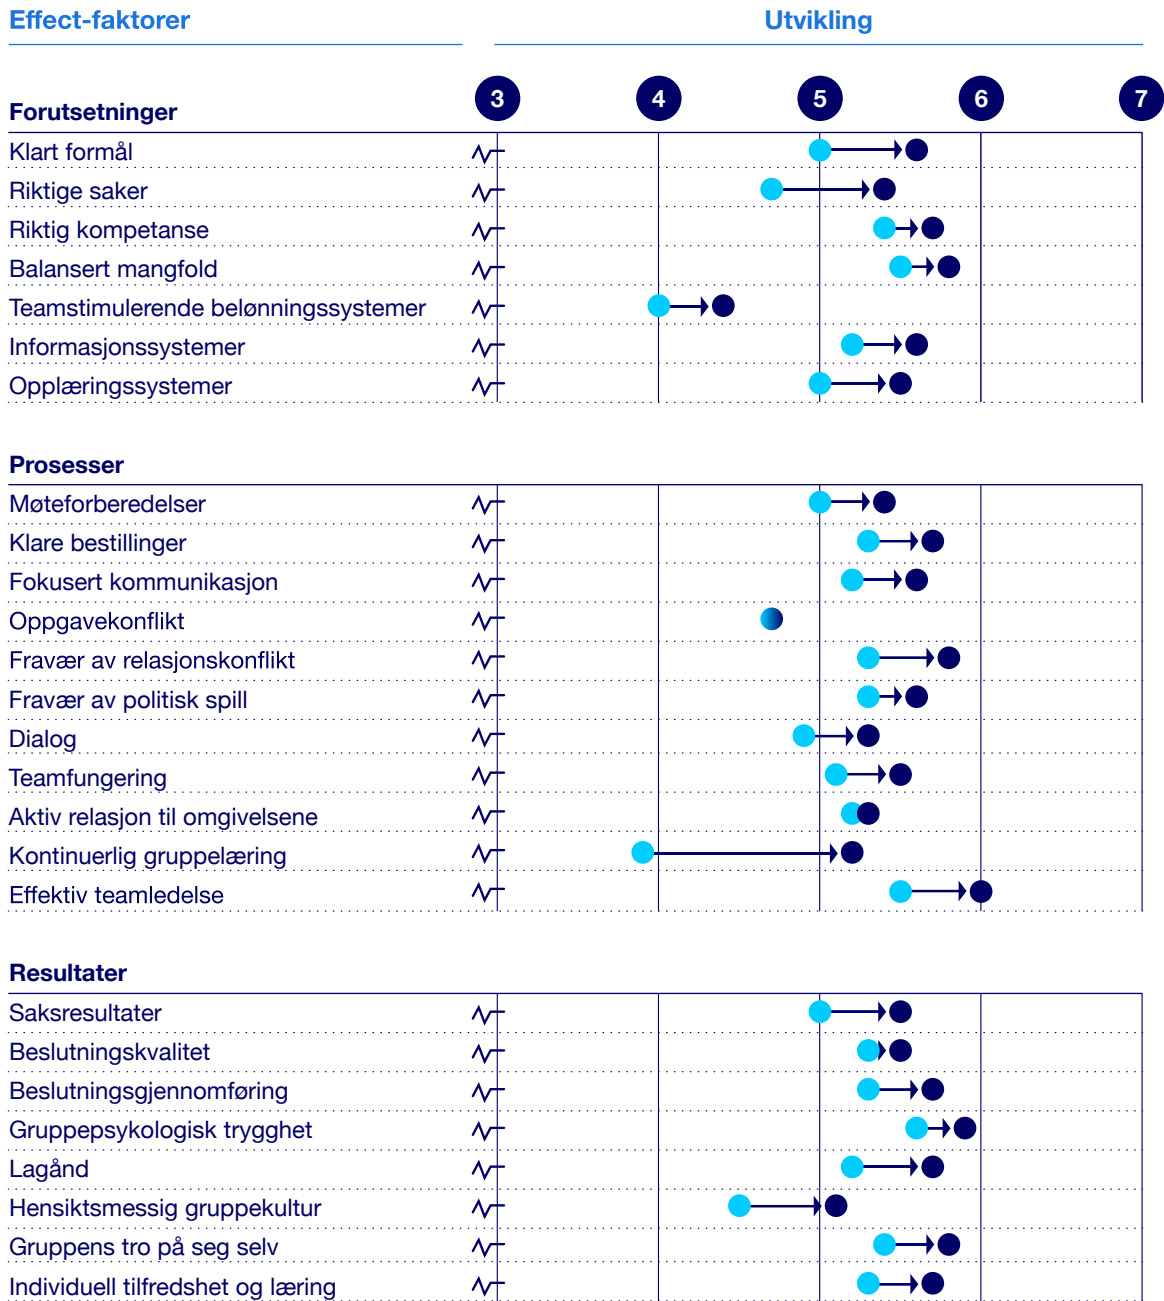 Effect-faktorer
Utvikling
Forutsetninger
3 4 5 6 7
Klart formål
Riktige saker
Riktig kompetanse
Balansert mangfold
Teamstimulerende belønningssystemer
Informasjonssystemer
Opplæringssystemer
Prosesser
Møteforberedelser
Klare bestillinger
Fokusert kommunikasjon
Oppgavekonflikt
Fravær av relasjonskonflikt
Fravær av politisk spill
Dialog
Teamfungering
Aktiv relasjon til omgivelsene
Kontinuerlig gruppelæring
Effektiv teamledelse
Resultater
Saksresultater
Beslutningskvalitet
Beslutningsgjennomføring
Gruppepsykologisk trygghet
Lagånd
Hensiktsmessig gruppekultur
Gruppens tro på seg selv
Individuell tilfredshet og læring